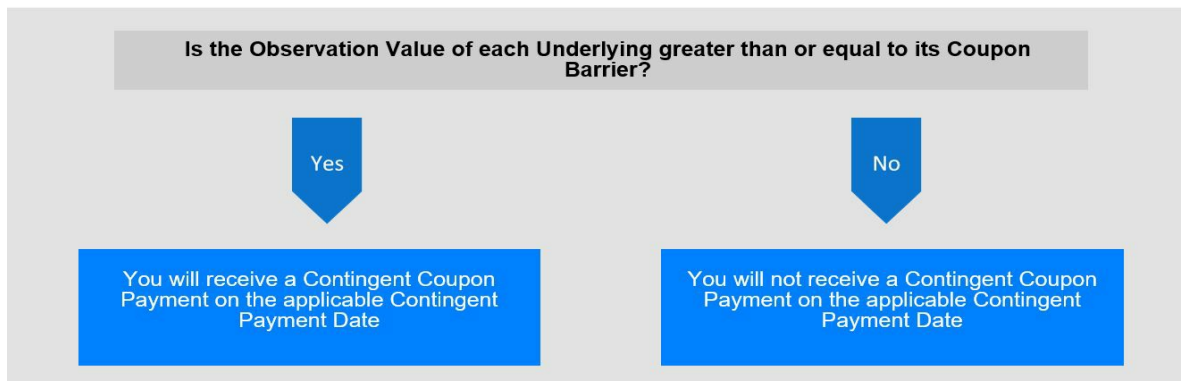 Is the Observation Value of each Underlying greater than or equal to its Coupon
Barrier?
Yes
No
You will receive a Contingent Coupon
Payment on the applicable Contingent
Payment Date
You will not receive a Contingent Coupon
Payment on the applicable Contingent
Payment Date